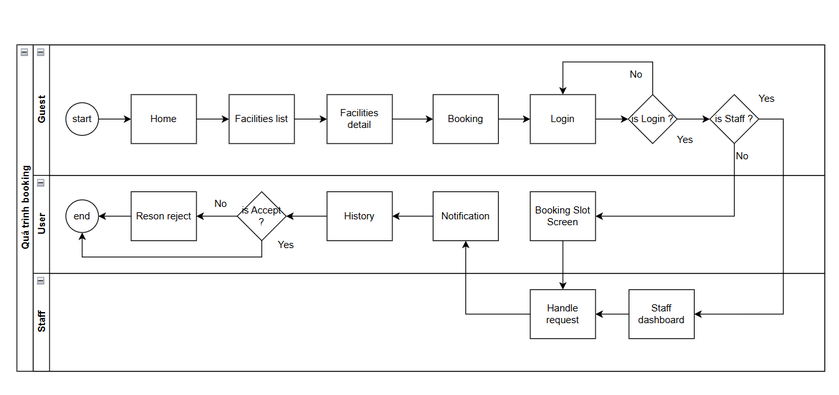 Quá trình booking
Guest
start
Home
Facilities list
Facilities
detail
Booking
Login
No
is Login ?
Yes
is Staff ?
Yes
No
User
end
Reson reject
No
is Accept
?
Yes
History
Notification
Booking Slot
Screen
Staff
Handle
request
Staff
dashboard